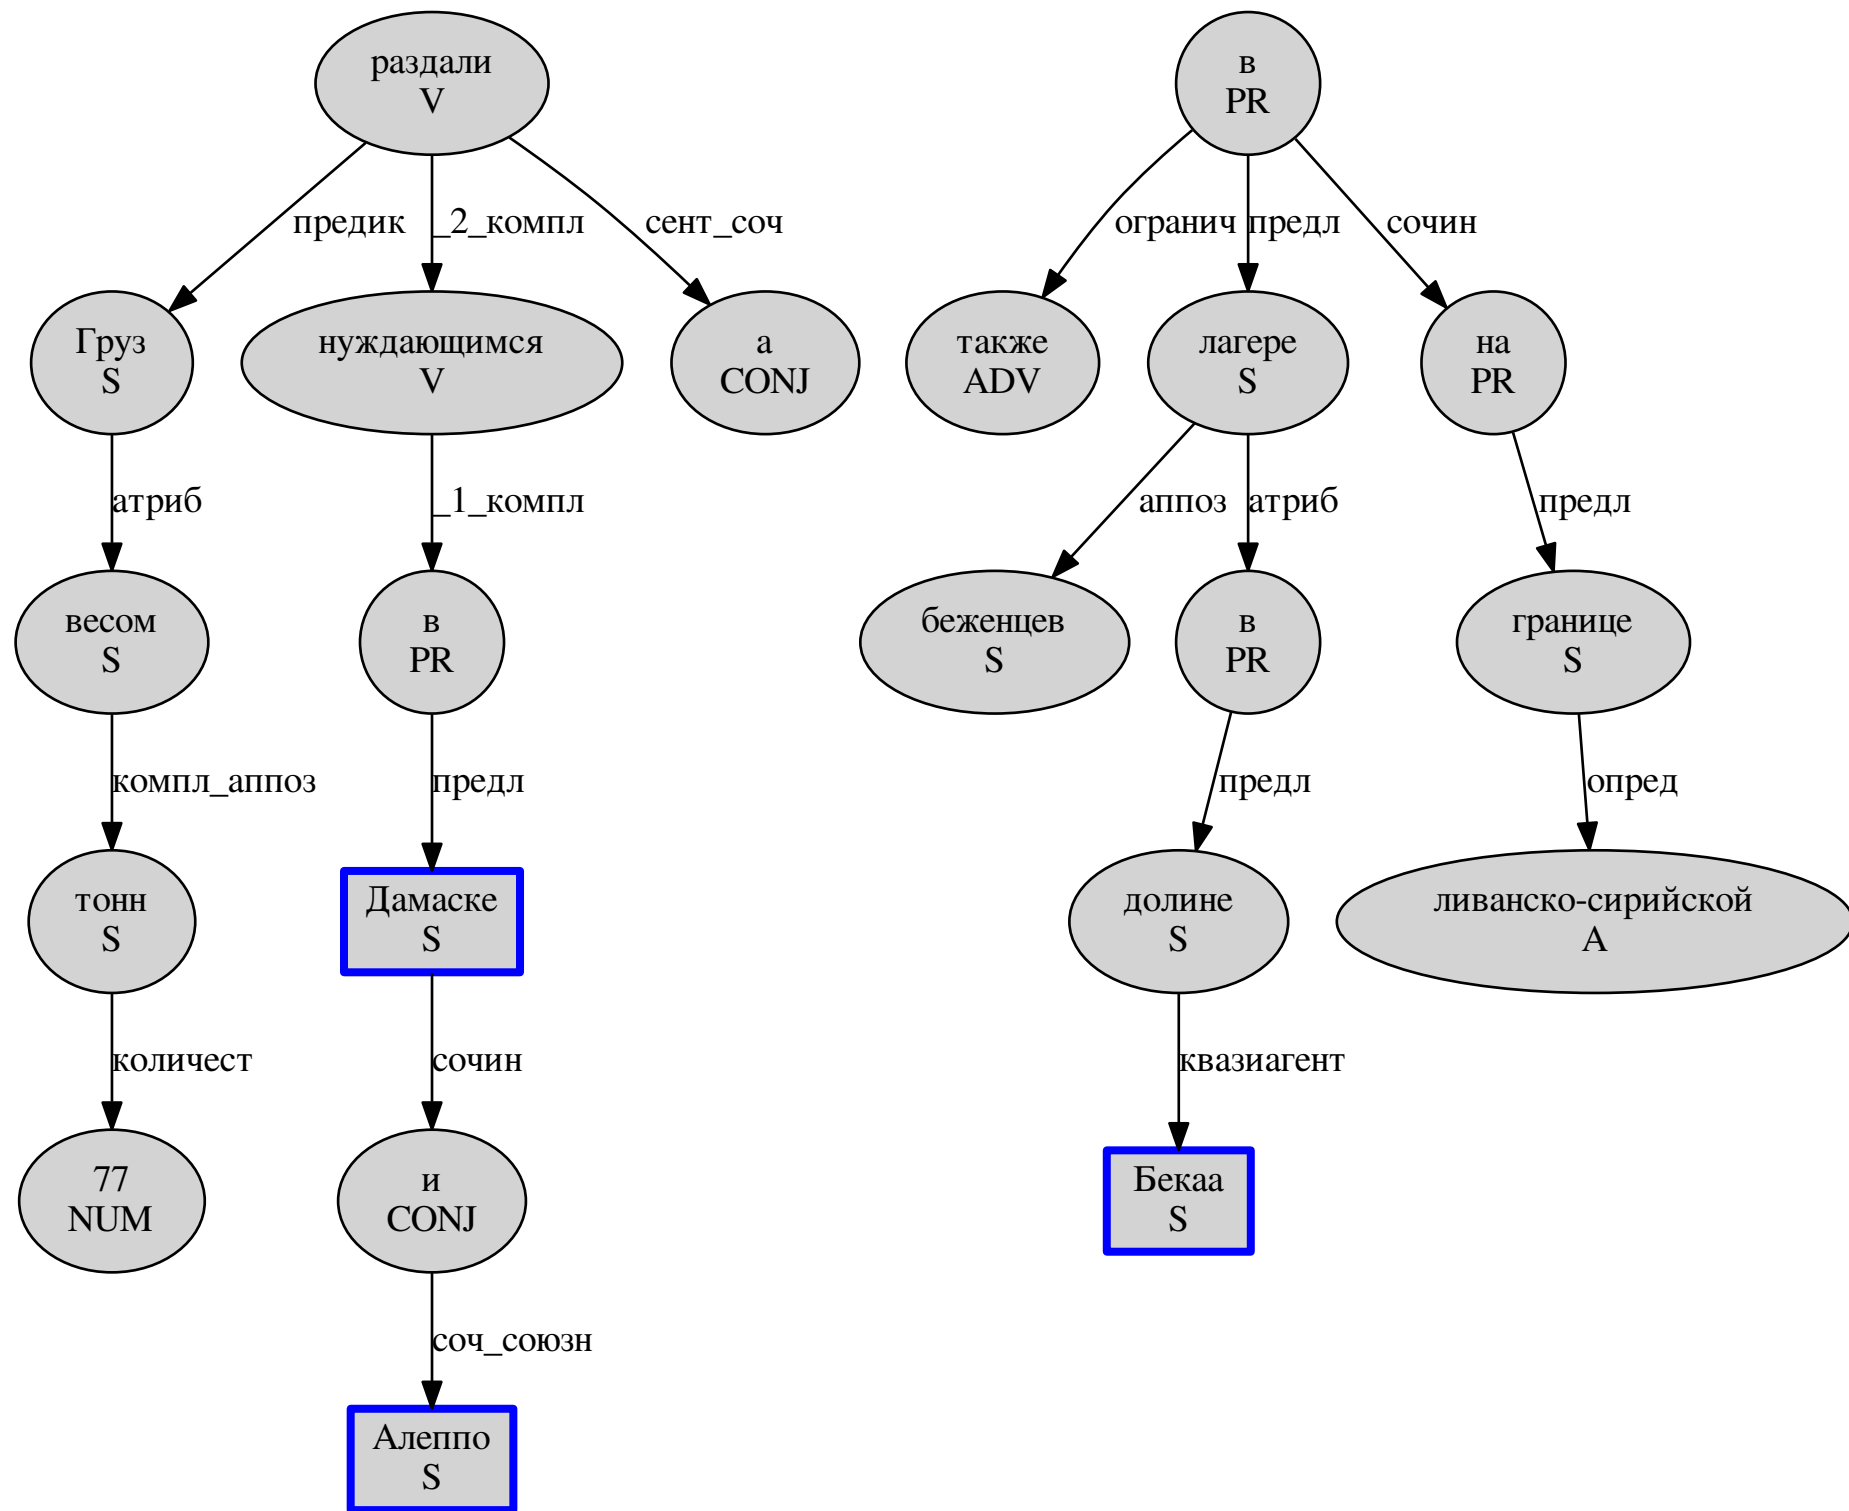 раздали
V
в
PR
предик
_2_компл
сент_соч
огранич
предл
сочин
Груз
S
нуждающимся
V
а
CONJ
также
ADV
лагере
S
на
PR
атриб
_1_компл
аппоз
атриб
предл
весом
S
в
PR
беженцев
S
в
PR
границе
S
компл_аппоз
предл
предл
опред
тонн
S
Дамаске
S
долине
S
ливанско-сирийской
A
количест
сочин
квазиагент
77
NUM
и
CONJ
Бекаа
S
соч_союзн
Алеппо
S